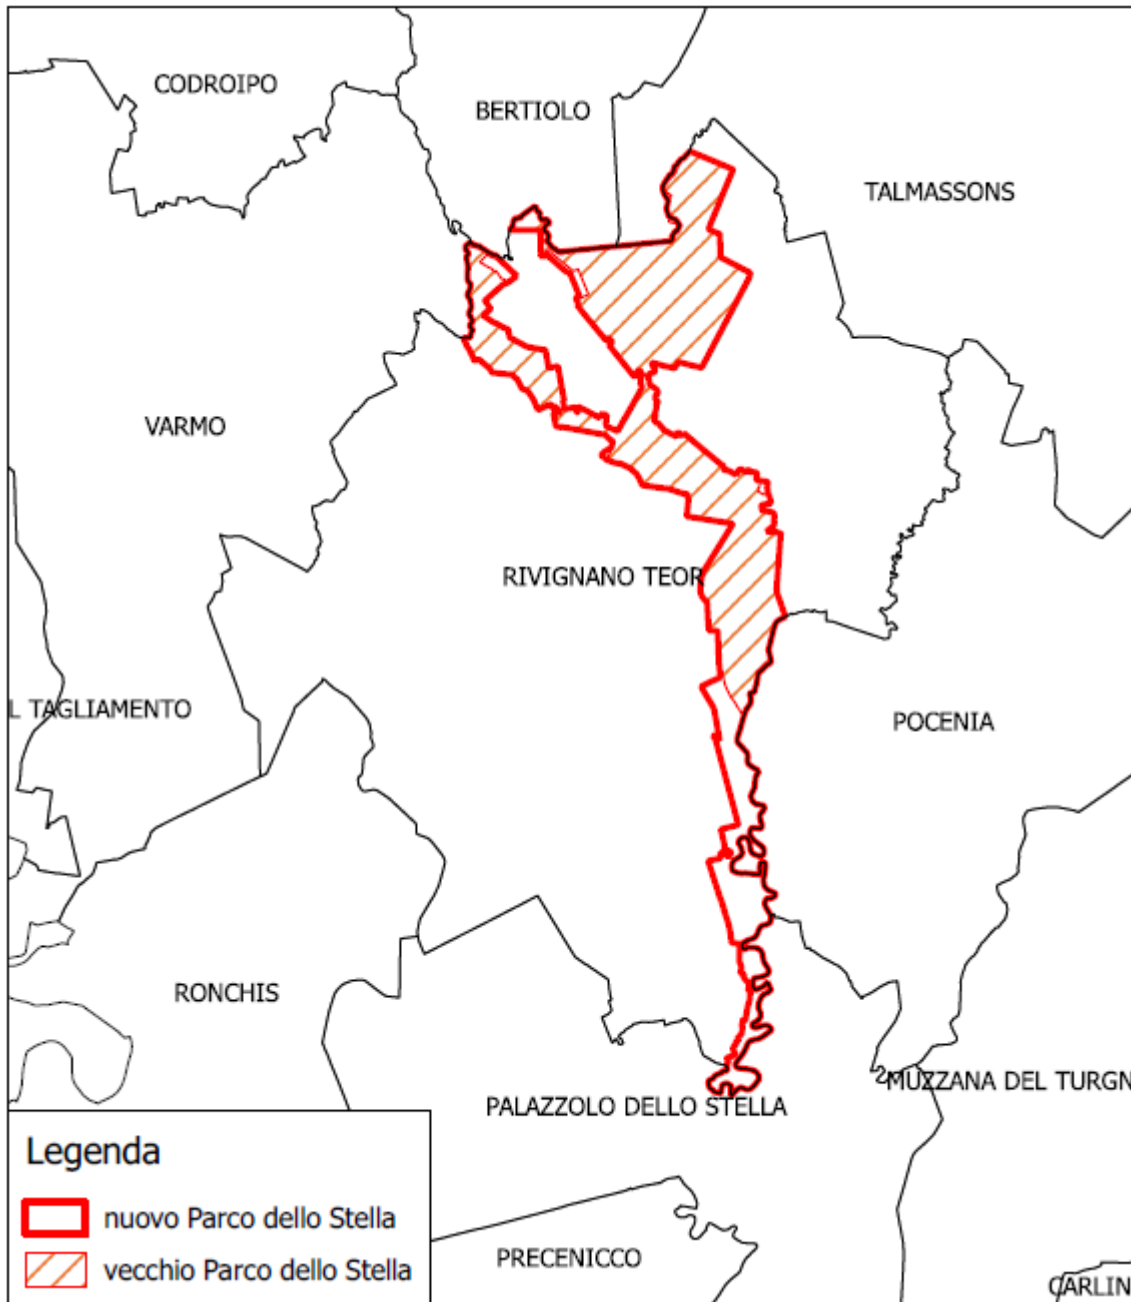 CODROIPO
BERTIOLO
TALMASSONS
VARMO
RIVIGNANO TEOR
L TAGLIAMENTO
POCENIA
RONCHIS
MUZZANA DEL TURGN
PALAZZOLO DELLO STELLA
PRECENICCO
CARLIN
Legenda
nuovo Parco dello Stella
vecchio Parco dello Stella